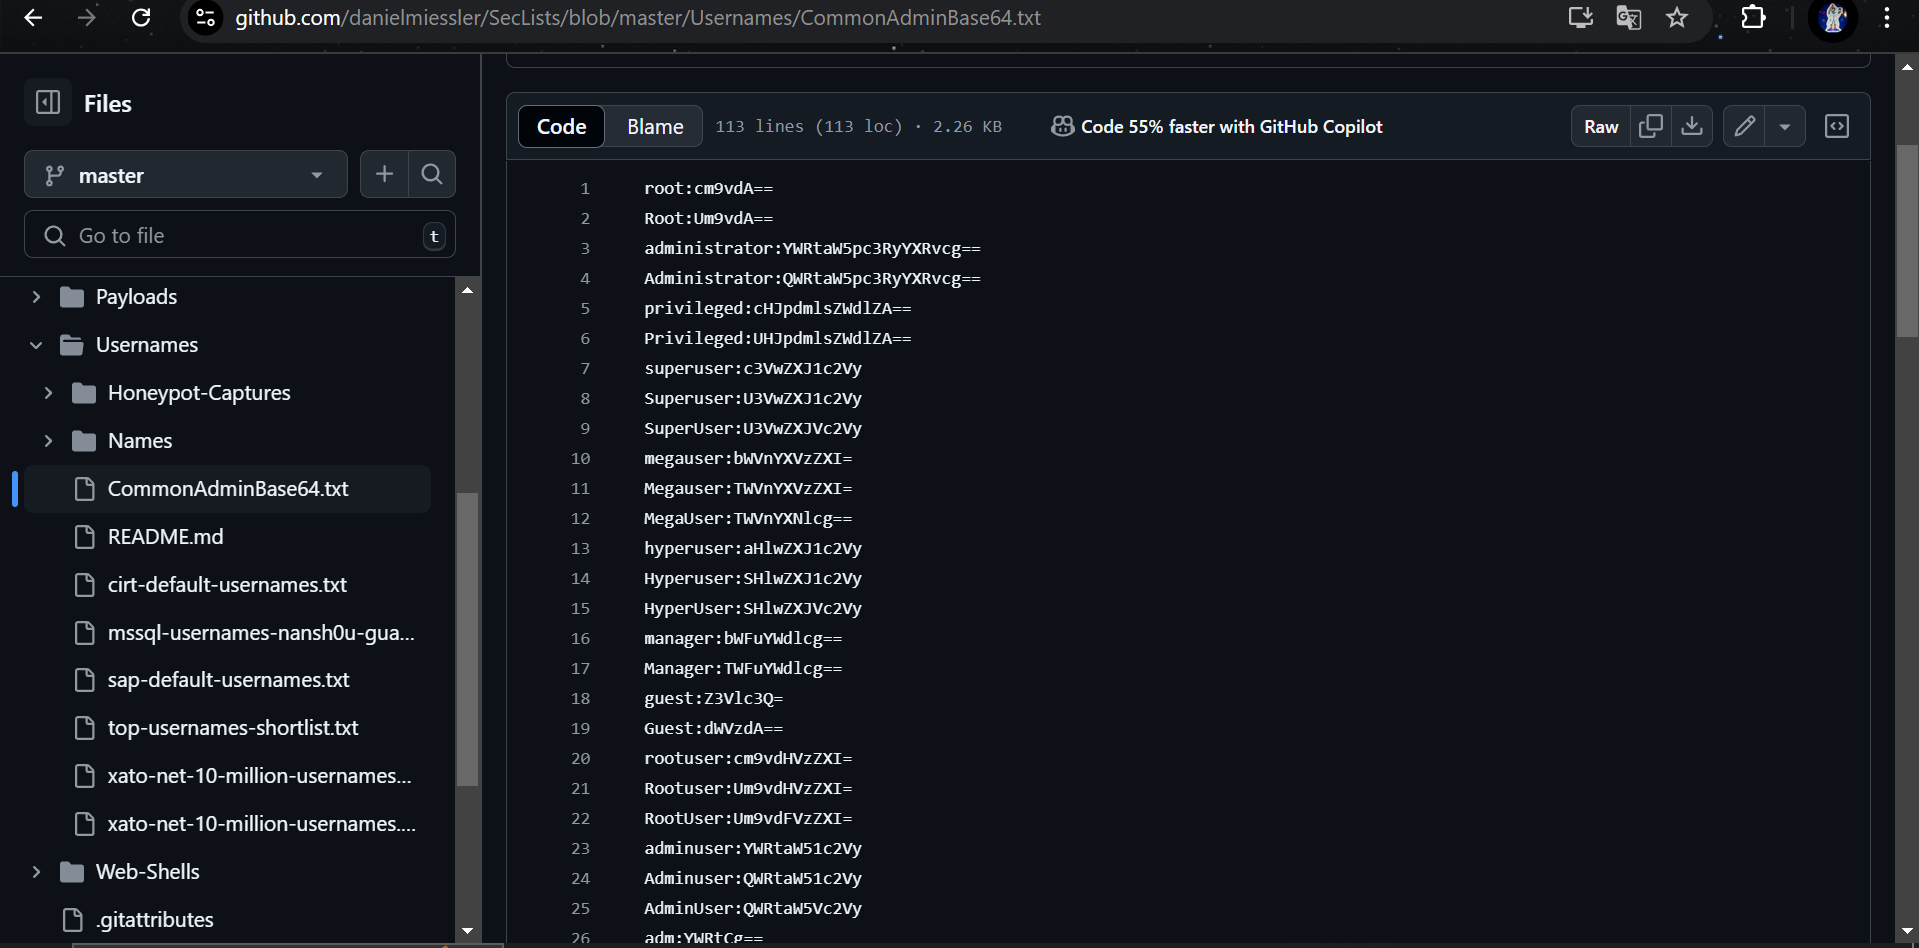 github.com/danielmiessler/SecLists/blob/master/Usernames/CommonAdminBase64.txt
Files
master
Go to file
t
Payloads
Usernames
Honeypot-Captures
Names
CommonAdminBase64.txt
README.md
cirt-default-usernames.txt
mssql-usernames-nansh0u-gua...
sap-default-usernames.txt
top-usernames-shortlist.txt
xato-net-10-million-usernames...
xato-net-10-million-usernames....
Web-Shells
.gitattributes
Code Blame 113 lines (113 loc) · 2.26 KB Code 55% faster with GitHub Copilot Raw
1 root:cm9vdA==
2 Root:Um9vdA==
3 administrator:YWRtaW5pc3RyYXRvcg==
4 Administrator:QWRtaW5pc3RyYXRvcg==
5 privileged:cHJpdmlsZWdlZA==
6 Privileged:UHJpdmlsZWdlZA==
7 superuser:c3VwZXJ1c2Vy
8 Superuser:U3VwZXJ1c2Vy
9 SuperUser:U3VwZXJVc2Vy
10 megauser:bWVnYXVzZXI=
11 Megauser:TWVnYXVzZXI=
12 MegaUser:TWVnYXNlcg==
13 hyperuser:aHlwZXJ1c2Vy
14 Hyperuser:SHlwZXJ1c2Vy
15 HyperUser:SHlwZXJVc2Vy
16 manager:bWFuYWdlcg==
17 Manager:TWFuYWdlcg==
18 guest:Z3Vlc3Q=
19 Guest:dWVzdA==
20 rootuser:cm9vdHVzZXI=
21 Rootuser:Um9vdHVzZXI=
22 RootUser:Um9vdFVzZXI=
23 adminuser:YWRtaW51c2Vy
24 Adminuser:QWRtaW51c2Vy
25 AdminUser:QWRtaW5Vc2Vy
26 adm:YWRtCg==